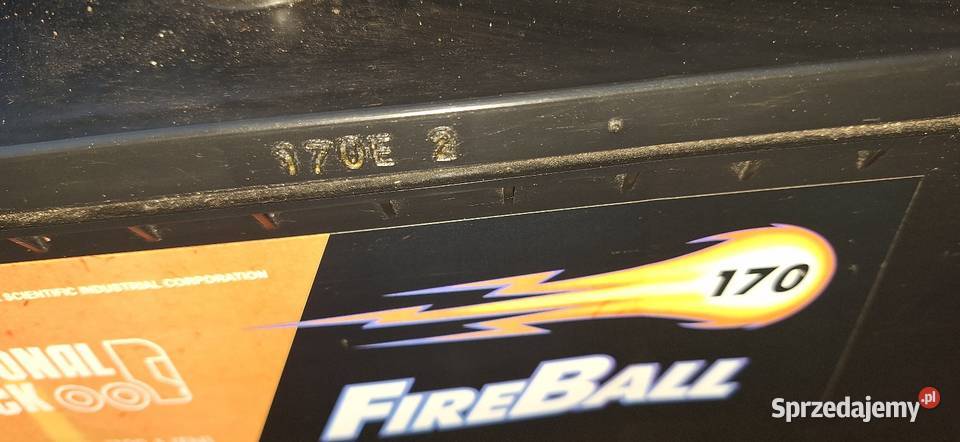 170E 2
SCIENTIFIC INDUSTRIAL CORPORATION
170
FIREBALL
Sprzedajemy.pl